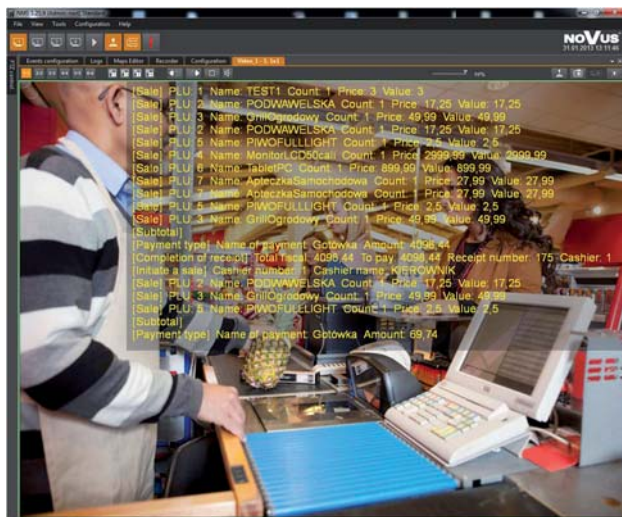 File View Tools Configuration Help
NOVUS
31.01.2013 13:11:46
Events configuration Logs Maps Editor Recorder Configuration
[Sale] PLU: 1 Name: TEST1 Count: 1 Price: 3 Value: 3
[Sale] PLU: 2 Name: PODWAWELSKA Count: 1 Price: 17,25 Value: 17,25
[Sale] PLU: 3 Name: GrillOgrodowy Count: 1 Price: 49,99 Value: 49,99
[Sale] PLU: 2 Name: PODWAWELSKA Count: 1 Price: 17,25 Value: 17,25
[Sale] PLU: 5 Name: PIWOFULLLIGHT Count: 1 Price: 2,5 Value: 2,5
[Sale] PLU: 4 Name: MonitorLCD50cali Count: 1 Price: 2999,99 Value: 2999,99
[Sale] PLU: 6 Name: TabletPC Count: 1 Price: 899,99 Value: 899,99
[Sale] PLU: 7 Name: ApteczkaSamochodowa Count: 1 Price: 27,99 Value: 27,99
[Sale] PLU: 7 Name: ApteczkaSamochodowa Count: 1 Price: 27,99 Value: 27,99
[Sale] PLU: 5 Name: PIWOFULLLIGHT Count: 1 Price: 2,5 Value: 2,5
[Sale] PLU: 3 Name: GrillOgrodowy Count: 1 Price: 49,99 Value: 49,99
[Subtotal]
[Payment type] Name of payment: Gotówka Amount: 4096,44
[Completion of receipt] Total fiscal: 4096,44 To pay: 4096,44 Receipt number: 175 Cashier: 1
[Initiate a sale] Cashier number: 1 Cashier name: KIEROWNIK
[Sale] PLU: 2 Name: PODWAWELSKA Count: 1 Price: 17,25 Value: 17,25
[Sale] PLU: 3 Name: GrillOgrodowy Count: 1 Price: 49,99 Value: 49,99
[Sale] PLU: 5 Name: PIWOFULLLIGHT Count: 1 Price: 2,5 Value: 2,5
[Subtotal]
[Payment type] Name of payment: Gotówka Amount: 69,74